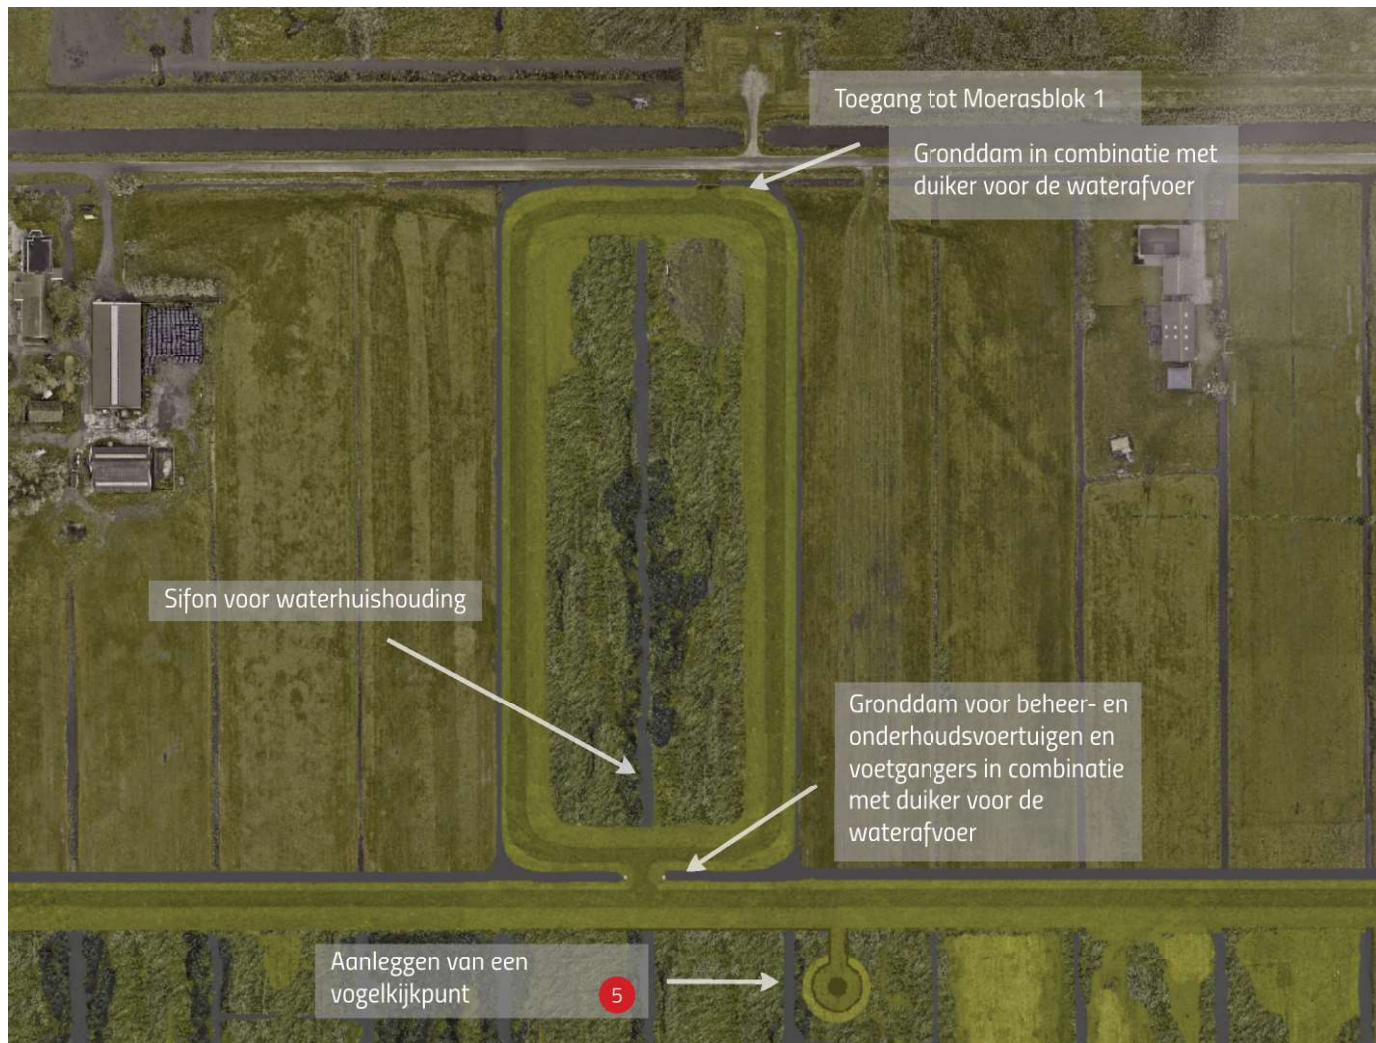 Toegang tot Moerasblok 1
Gronddam in combinatie met
duiker voor de waterafvoer
Sifon voor waterhuishouding
Gronddam voor beheer- en
onderhoudsvoertuigen en
voetgangers in combinatie
met duiker voor de
waterafvoer
Aanleggen van een
vogelkijkpunt 5